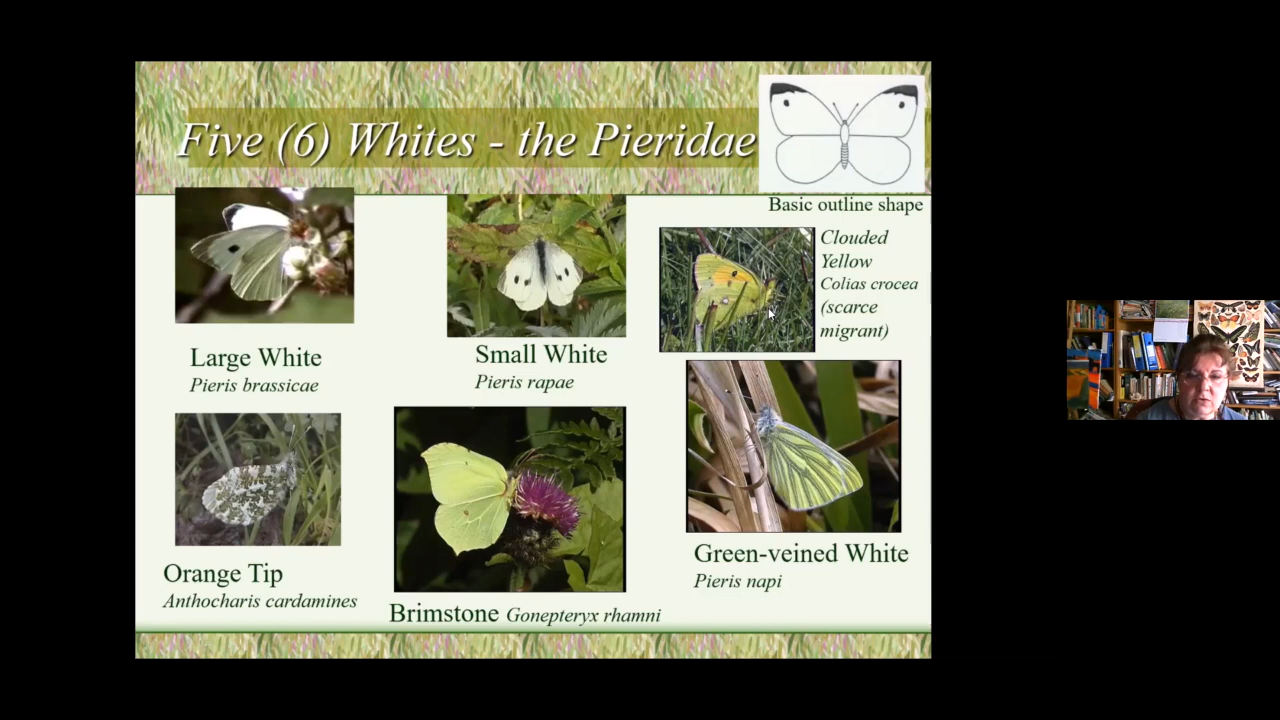 Five (6) Whites - the Pieridae
Basic outline shape
Clouded
Yellow
Colias crocea
(scarce
migrant)
Large White
Pieris brassicae
Small White
Pieris rapae
Orange Tip
Anthocharis cardamines
Brimstone Gonepteryx rhamni
Green-veined White
Pieris napi